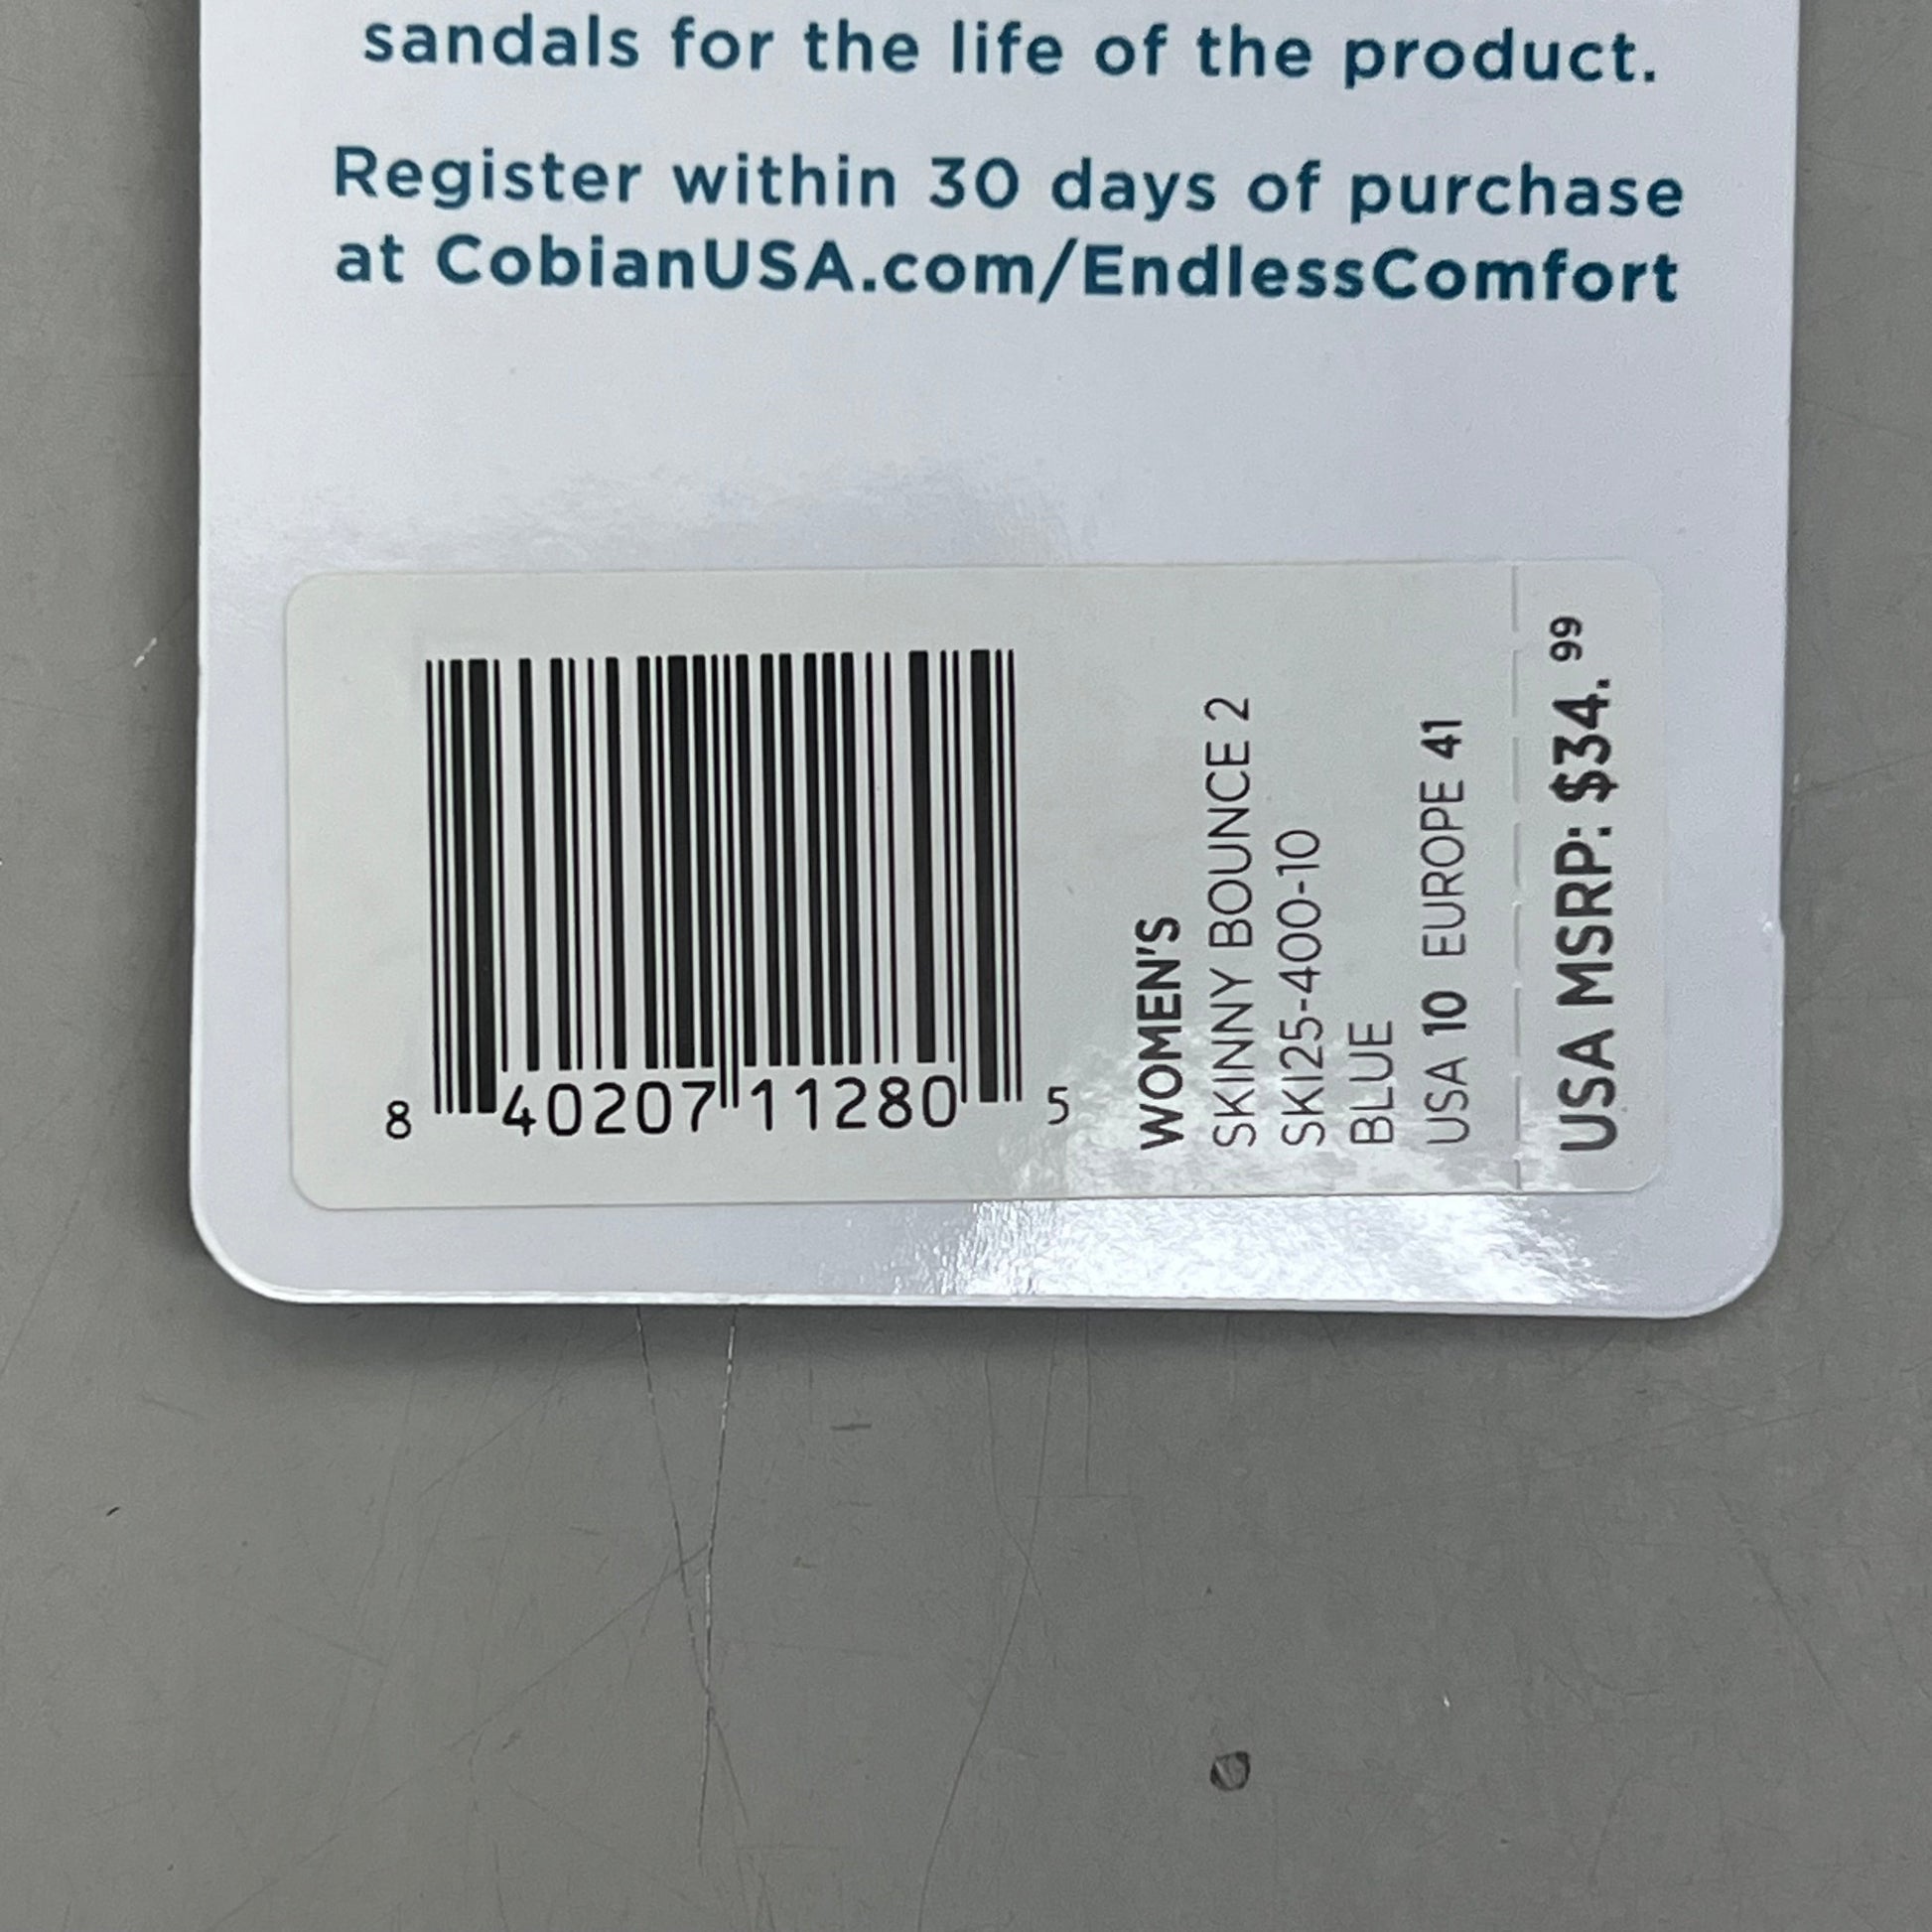 sandals for the life of the product.
Register within 30 days of purchase
at CobianUSA.com/EndlessComfort
8 40207 11280 5
WOMEN'S
SKINNY BOUNCE 2
SKI25-400-10
BLUE
USA 10 EUROPE 41
USA MSRP: $34.99